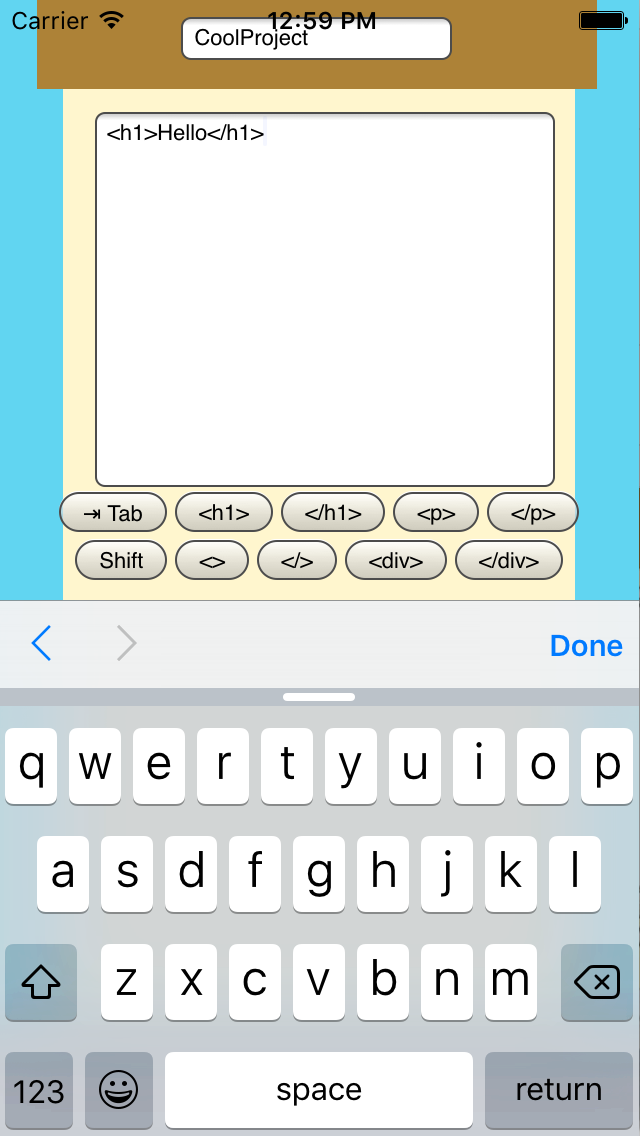 Carrier 12:59 PM
CoolProject
<h1>Hello</h1>
⇥ Tab <h1> </h1> <p> </p>
Shift <> </> <div> </div>
Done
q w e r t y u i o p
a s d f g h j k l
z x c v b n m
123 space return